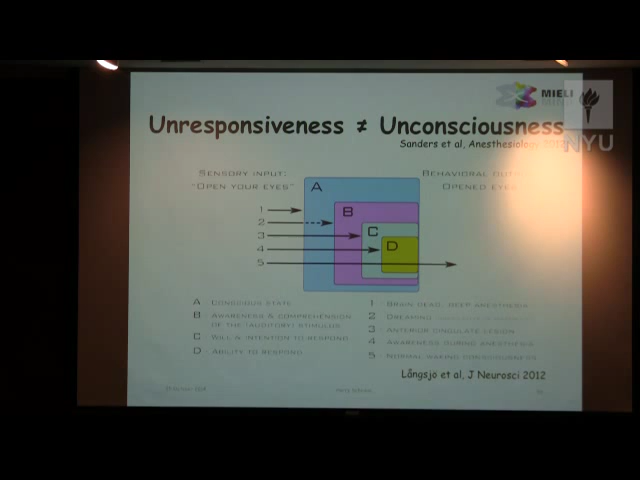 MIELI
NYU
Unresponsiveness ≠ Unconsciousness
Sanders et al, Anesthesiology 2012
SENSORY INPUT:
"OPEN YOUR EYES"
BEHAVIORAL
OPENED EYES
A
B
C
D
1
2
3
4
5
A CONSCIOUS STATE
B AWARENESS & COMPREHENSION
OF THE (AUDITORY) STIMULUS
C WILL & INTENTION TO RESPOND
D ABILITY TO RESPOND
1 BRAIN DEAD, DEEP ANESTHESIA
2 DREAMING
3 ANTERIOR CINGULATE LESION
4 AWARENESS DURING ANESTHESIA
5 NORMAL WAKING CONSCIOUSNESS
Långsjö et al, J Neurosci 2012